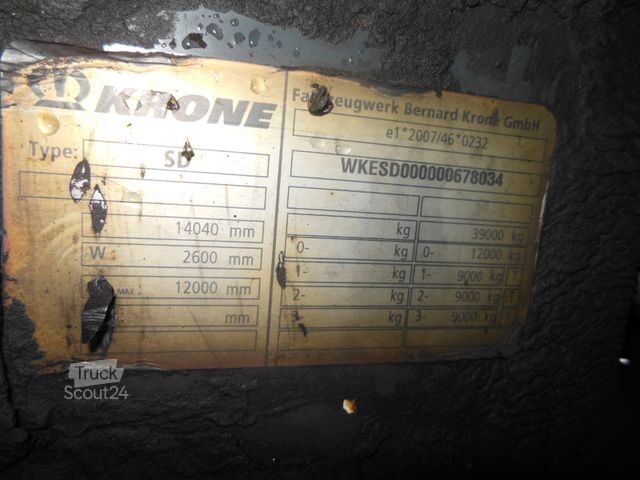 KRONE
Type: SD
14040 mm
W 2600 mm
MAX 12000 mm
mm
Fahrzeugwerk Bernard Krone GmbH
e1*2007/46*0232
WKESD000000678034
kg 39000 kg
0- kg 0- 12000 kg
1- kg 1- 9000 kg T
2- kg 2- 9000 kg T
kg 3- 9000 kg T
Truck
Scout24